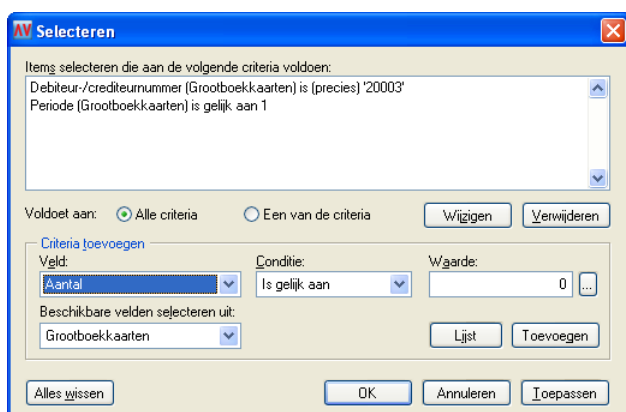 AV Selecteren
Items selecteren die aan de volgende criteria voldoen:
Debiteur-/crediteurnummer (Grootboekkaarten) is (precies) '20003'
Periode (Grootboekkaarten) is gelijk aan 1
Voldoet aan: Alle criteria Een van de criteria Wijzigen Verwijderen
Criteria toevoegen
Veld: Conditie: Waarde:
Aantal Is gelijk aan 0 ...
Beschikbare velden selecteren uit:
Grootboekkaarten Lijst Toevoegen
Alles wissen OK Annuleren Toepassen